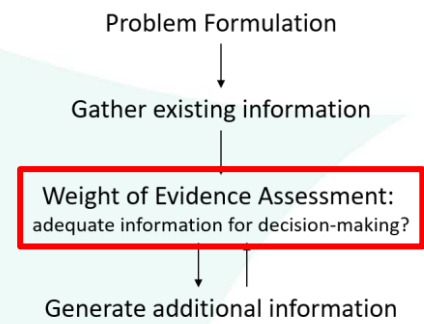 Problem Formulation
Gather existing information
Weight of Evidence Assessment:
adequate information for decision-making?
Generate additional information